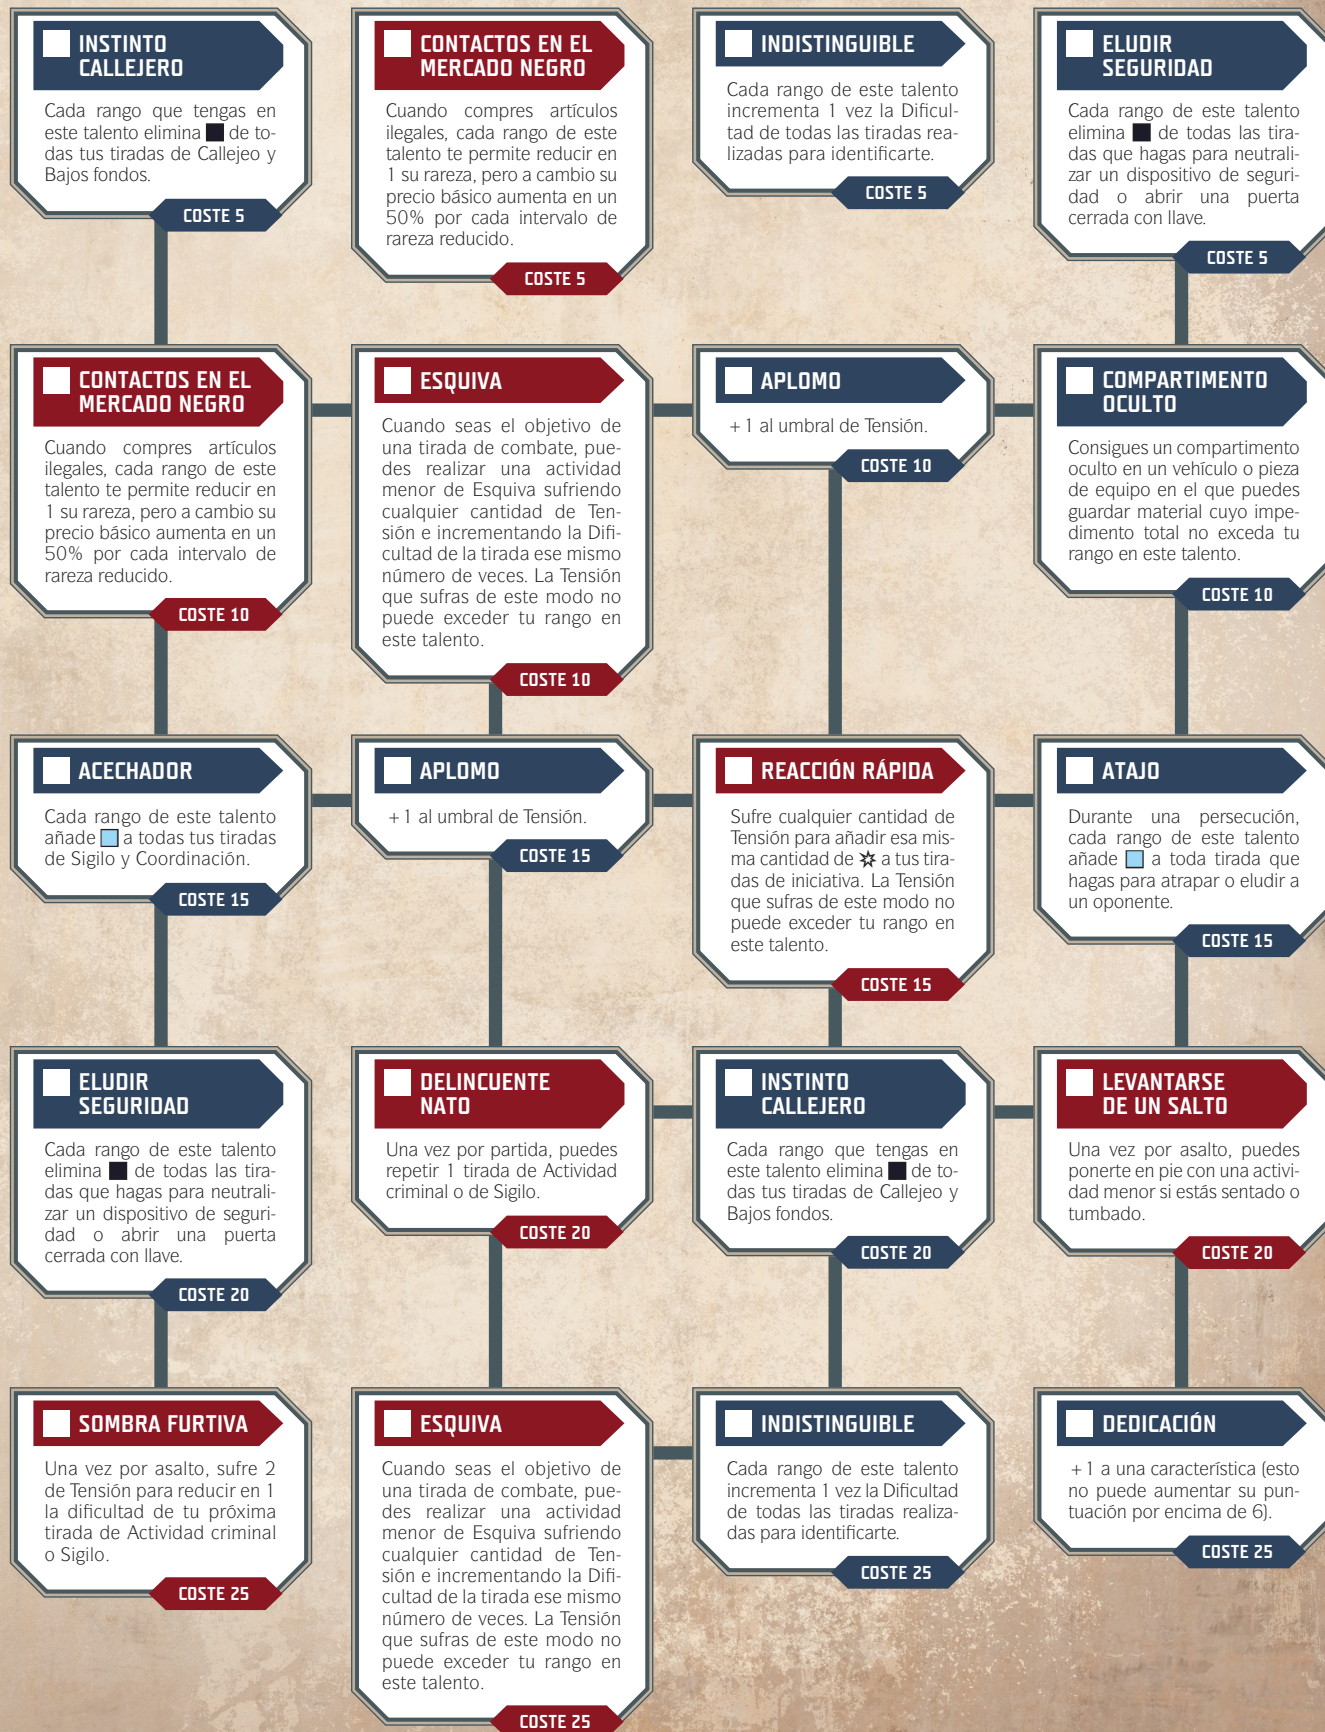 INSTINTO
CALLEJERO
Cada rango que tengas en
este talento elimina de to-
das tus tiradas de Callejeo y
Bajos fondos.
COSTE 5
CONTACTOS EN EL
MERCADO NEGRO
Cuando compres artículos
ilegales, cada rango de este
talento te permite reducir en
1 su rareza, pero a cambio su
precio básico aumenta en un
50% por cada intervalo de
rareza reducido.
COSTE 5
INDISTINGUIBLE
Cada rango de este talento
incrementa 1 vez la Dificul-
tad de todas las tiradas rea-
lizadas para identificarte.
COSTE 5
ELUDIR
SEGURIDAD
Cada rango de este talento
elimina de todas las tira-
das que hagas para neutrali-
zar un dispositivo de seguri-
dad o abrir una puerta
cerrada con llave.
COSTE 5
CONTACTOS EN EL
MERCADO NEGRO
Cuando compres artículos
ilegales, cada rango de este
talento te permite reducir en
1 su rareza, pero a cambio su
precio básico aumenta en un
50% por cada intervalo de
rareza reducido.
COSTE 10
ESQUIVA
Cuando seas el objetivo de
una tirada de combate, pue-
des realizar una actividad
menor de Esquiva sufriendo
cualquier cantidad de Ten-
sión e incrementando la Difi-
cultad de la tirada ese mismo
número de veces. La Tensión
que sufras de este modo no
puede exceder tu rango en
este talento.
COSTE 10
APLOMO
+1 al umbral de Tensión.
COSTE 10
COMPARTIMENTO
OCULTO
Consigues un compartimento
oculto en un vehículo o pieza
de equipo en el que puedes
guardar material cuyo impe-
dimento total no exceda tu
rango en este talento.
COSTE 10
ACECHADOR
Cada rango de este talento
añade a todas tus tiradas
de Sigilo y Coordinación.
COSTE 15
APLOMO
+1 al umbral de Tensión.
COSTE 15
REACCIÓN RÁPIDA
Sufre cualquier cantidad de
Tensión para añadir esa mis-
ma cantidad de a tus tira-
das de iniciativa. La Tensión
que sufras de este modo no
puede exceder tu rango en
este talento.
COSTE 15
ATAJO
Durante una persecución,
cada rango de este talento
añade a toda tirada que
hagas para atrapar o eludir a
un oponente.
COSTE 15
ELUDIR
SEGURIDAD
Cada rango de este talento
elimina de todas las tira-
das que hagas para neutrali-
zar un dispositivo de seguri-
dad o abrir una puerta
cerrada con llave.
COSTE 20
DELINCUENTE
NATO
Una vez por partida, puedes
repetir 1 tirada de Actividad
criminal o de Sigilo.
COSTE 20
INSTINTO
CALLEJERO
Cada rango que tengas en
este talento elimina de to-
das tus tiradas de Callejeo y
Bajos fondos.
COSTE 20
LEVANTARSE
DE UN SALTO
Una vez por asalto, puedes
ponerte en pie con una activi-
dad menor si estás sentado o
tumbado.
COSTE 20
SOMBRA FURTIVA
Una vez por asalto, sufre 2
de Tensión para reducir en 1
la dificultad de tu próxima
tirada de Actividad criminal
o Sigilo.
COSTE 25
ESQUIVA
Cuando seas el objetivo de
una tirada de combate, pue-
des realizar una actividad
menor de Esquiva sufriendo
cualquier cantidad de Ten-
sión e incrementando la Difi-
cultad de la tirada ese mismo
número de veces. La Tensión
que sufras de este modo no
puede exceder tu rango en
este talento.
COSTE 25
INDISTINGUIBLE
Cada rango de este talento
incrementa 1 vez la Dificultad
de todas las tiradas realiza-
das para identificarte.
COSTE 25
DEDICACIÓN
+1 a una característica (esto
no puede aumentar su pun-
tuación por encima de 6).
COSTE 25